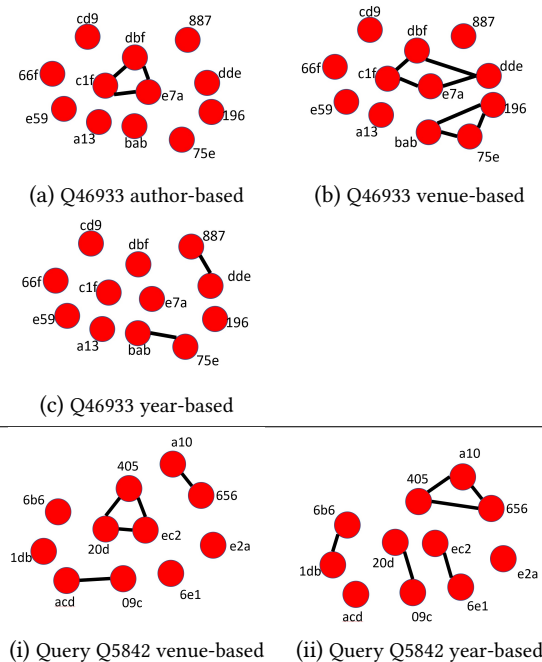 cd9 dbf 887
66f c1f e7a dde
e59 a13 bab 196
75e
(a) Q46933 author-based
cd9 dbf 887
66f c1f e7a dde
e59 a13 bab 196
75e
(b) Q46933 venue-based
cd9 dbf 887
66f c1f e7a dde
e59 a13 bab 196
75e
(c) Q46933 year-based
a10
405
6b6 656
20d ec2
1db e2a
acd 09c 6e1
(i) Query Q5842 venue-based
a10
405
6b6 656
20d ec2
1db e2a
acd 09c 6e1
(ii) Query Q5842 year-based